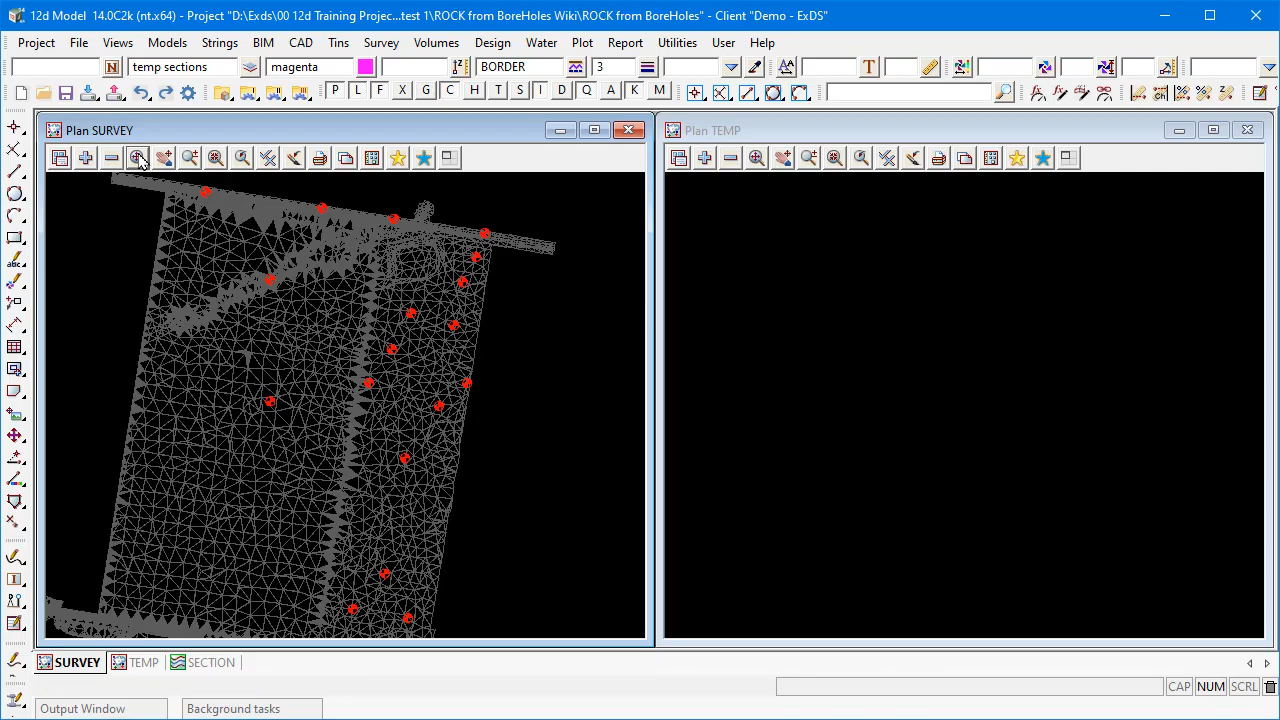 12d Model 14.0C2k (nt.x64) - Project "D:\Exds\00 12d Training Projec...test 1\ROCK from BoreHoles Wiki\ROCK from BoreHoles" - Client "Demo - ExDS"
Project File Views Models Strings BIM CAD Tins Survey Volumes Design Water Plot Report Utilities User Help
temp sections magenta BORDER 3
P L F X G C H T S I D Q A K M
Plan SURVEY
Plan TEMP
SURVEY TEMP SECTION
CAP NUM SCRL
Output Window Background tasks